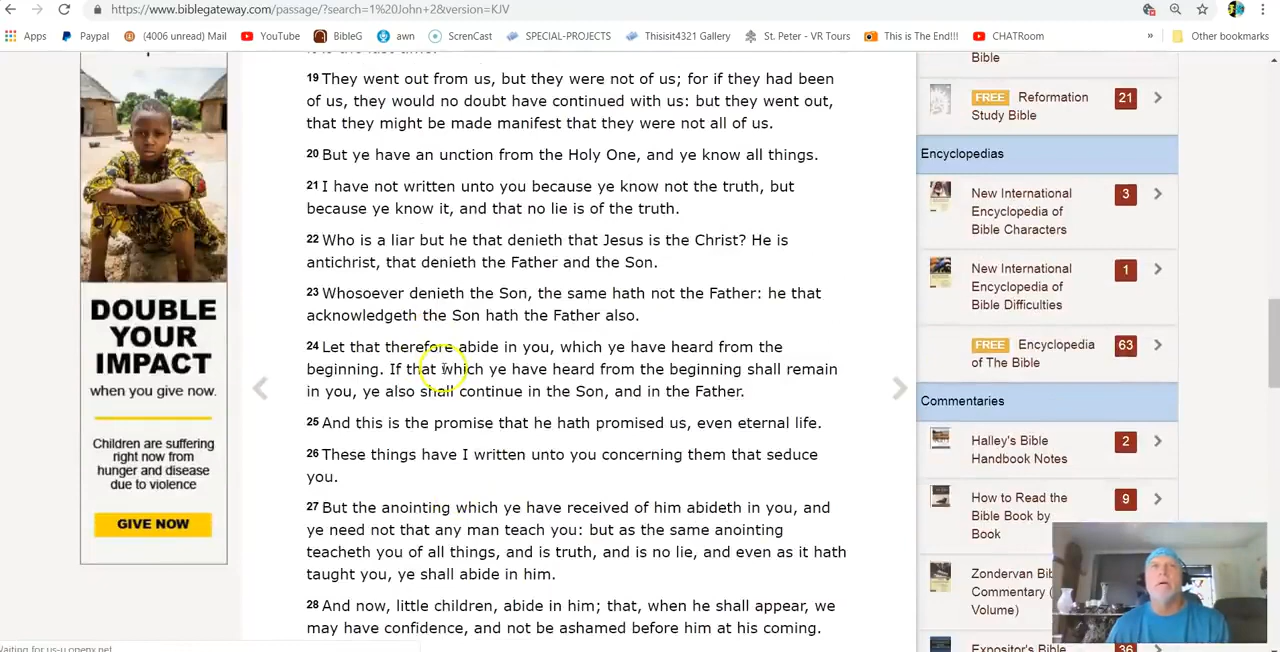 https://www.biblegateway.com/passage/?search=1%20John+2&version=KJV
Apps Paypal (4006 unread) Mail YouTube BibleG awn ScrenCast SPECIAL-PROJECTS Thisisit4321 Gallery St. Peter - VR Tours This is The End!!! CHATRoom » Other bookmarks
19 They went out from us, but they were not of us; for if they had been
of us, they would no doubt have continued with us: but they went out,
that they might be made manifest that they were not all of us.
20 But ye have an unction from the Holy One, and ye know all things.
21 I have not written unto you because ye know not the truth, but
because ye know it, and that no lie is of the truth.
22 Who is a liar but he that denieth that Jesus is the Christ? He is
antichrist, that denieth the Father and the Son.
23 Whosoever denieth the Son, the same hath not the Father: he that
acknowledgeth the Son hath the Father also.
24 Let that therefore abide in you, which ye have heard from the
beginning. If that which ye have heard from the beginning shall remain
in you, ye also shall continue in the Son, and in the Father.
25 And this is the promise that he hath promised us, even eternal life.
26 These things have I written unto you concerning them that seduce
you.
27 But the anointing which ye have received of him abideth in you, and
ye need not that any man teach you: but as the same anointing
teacheth you of all things, and is truth, and is no lie, and even as it hath
taught you, ye shall abide in him.
28 And now, little children, abide in him; that, when he shall appear, we
may have confidence, and not be ashamed before him at his coming.
DOUBLE
YOUR
IMPACT
when you give now.
Children are suffering
right now from
hunger and disease
due to violence
GIVE NOW
Bible
FREE Reformation 21
Study Bible
Encyclopedias
New International 3
Encyclopedia of
Bible Characters
New International 1
Encyclopedia of
Bible Difficulties
FREE Encyclopedia 63
of The Bible
Commentaries
Halley's Bible 2
Handbook Notes
How to Read the 9
Bible Book by
Book
Zondervan
Commentary
Volume)
Expositor's Bible 36